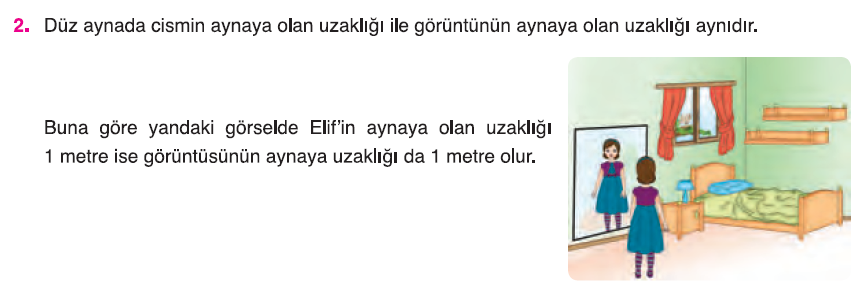 2. Düz aynada cismin aynaya olan uzaklığı ile görüntünün aynaya olan uzaklığı aynıdır.
Buna göre yandaki görselde Elif'in aynaya olan uzaklığı
1 metre ise görüntüsünün aynaya uzaklığı da 1 metre olur.